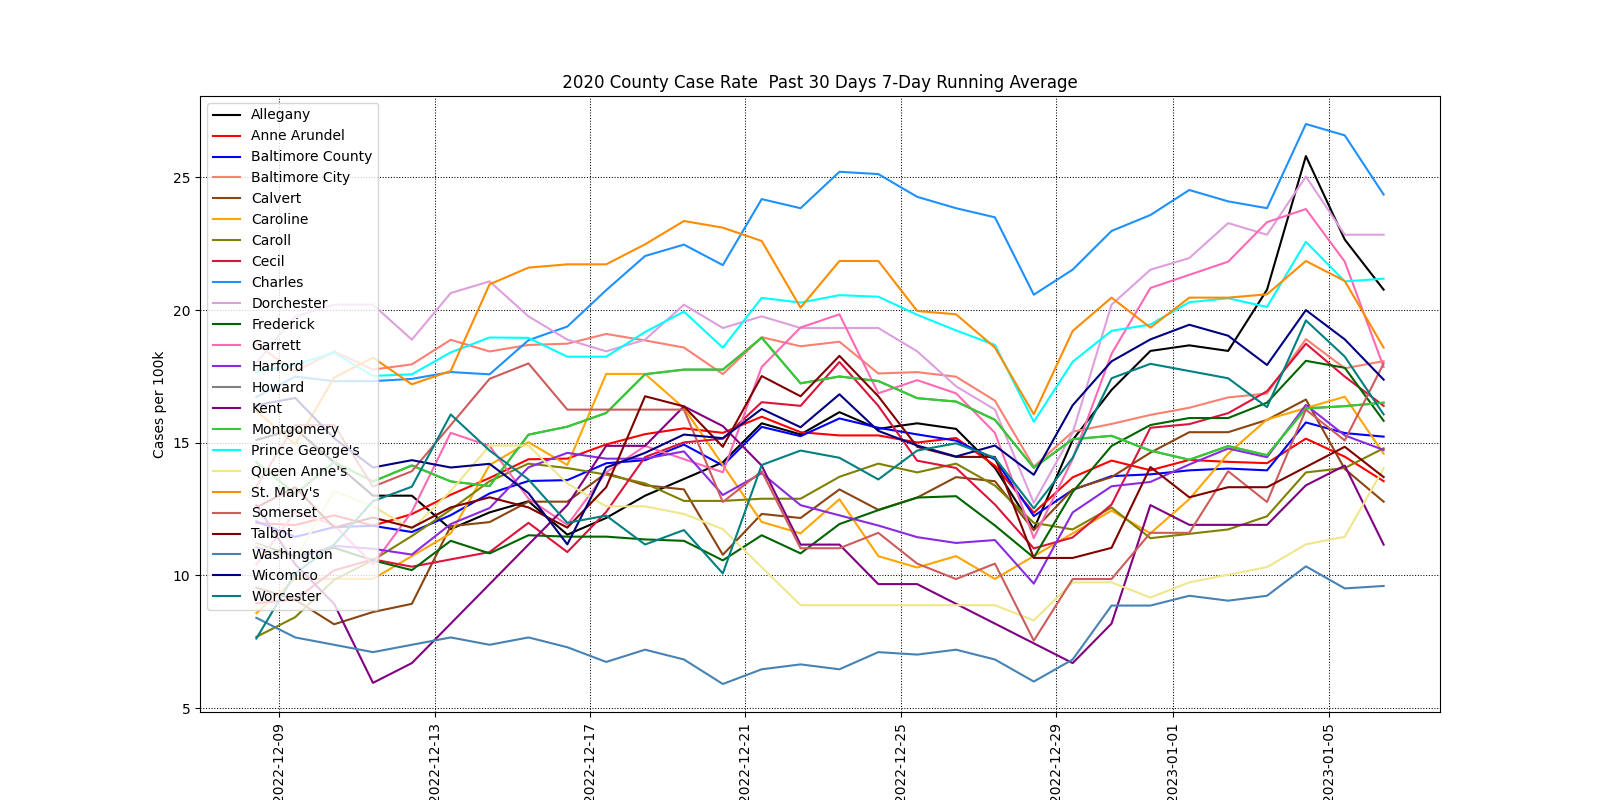 2020 County Case Rate  Past 30 Days 7-Day Running Average
Cases per 100k
25
20
15
10
5
Allegany
Anne Arundel
Baltimore County
Baltimore City
Calvert
Caroline
Caroll
Cecil
Charles
Dorchester
Frederick
Garrett
Harford
Howard
Kent
Montgomery
Prince George's
Queen Anne's
St. Mary's
Somerset
Talbot
Washington
Wicomico
Worcester
2022-12-09
2022-12-13
2022-12-17
2022-12-21
2022-12-25
2022-12-29
2023-01-01
2023-01-05